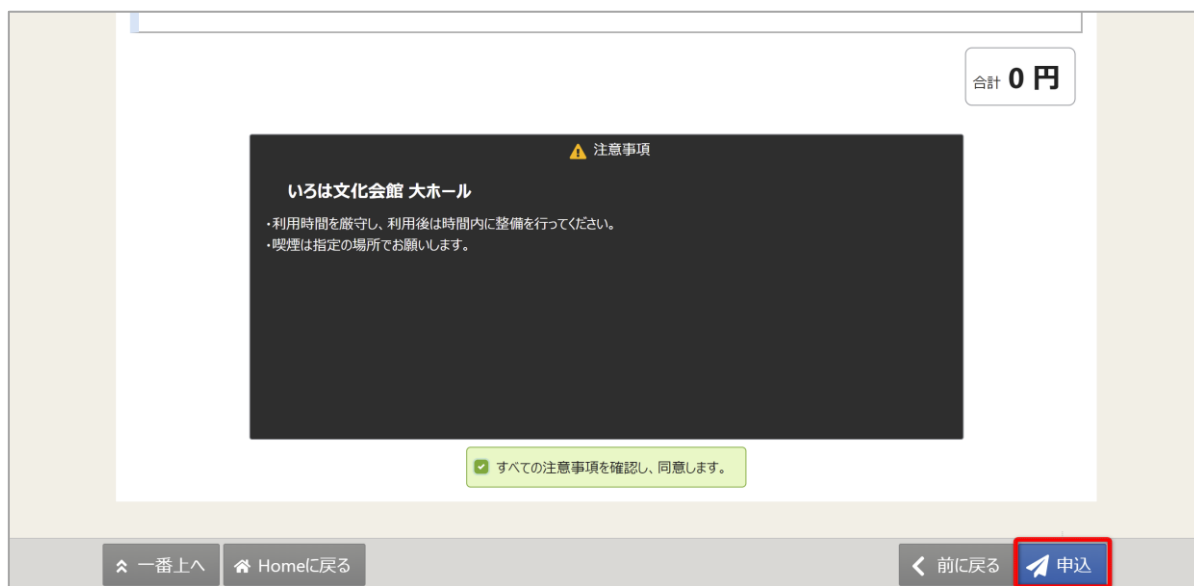 合計 0 円
注意事項
いろは文化会館 大ホール
・利用時間を厳守し、利用後は時間内に整備を行ってください。
・喫煙は指定の場所でお願いします。
すべての注意事項を確認し、同意します。
一番上へ Homeに戻る 前に戻る 申込